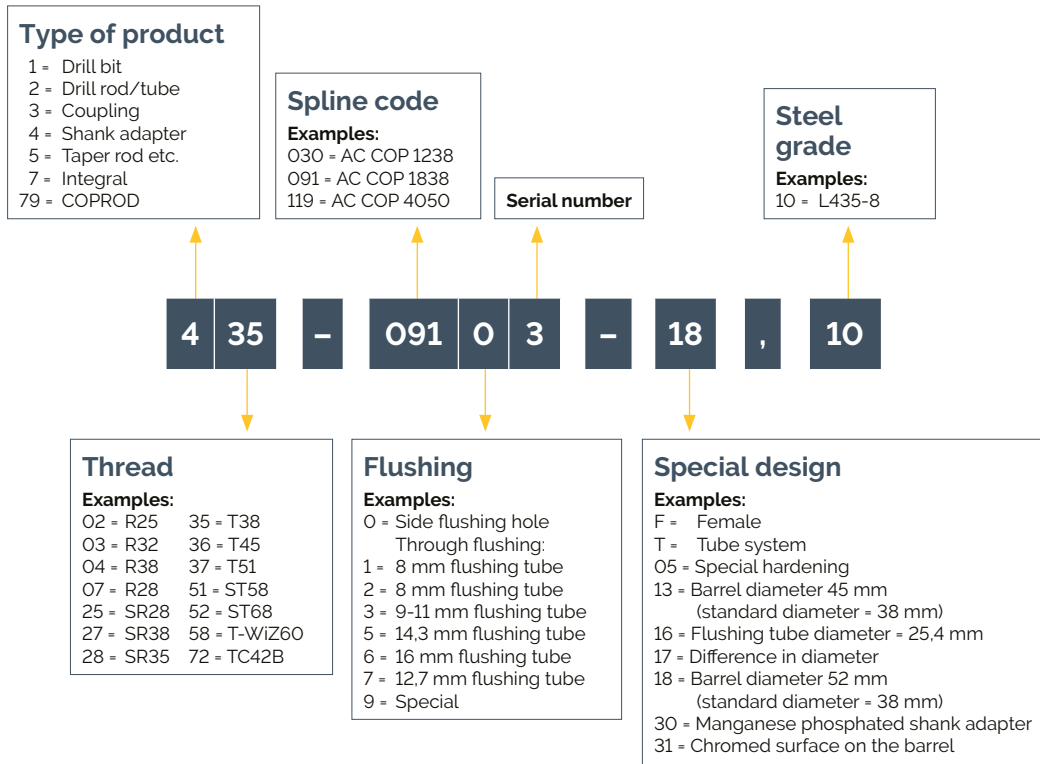 Type of product
1 = Drill bit
2 = Drill rod/tube
3 = Coupling
4 = Shank adapter
5 = Taper rod etc.
7 = Integral
79 = COPROD
Spline code
Examples:
030 = AC COP 1238
091 = AC COP 1838
119 = AC COP 4050
Serial number
Steel
grade
Examples:
10 = L435-8
4 35 – 091 0 3 – 18 , 10
Thread
Examples:
02 = R25 35 = T38
03 = R32 36 = T45
04 = R38 37 = T51
07 = R28 51 = ST58
25 = SR28 52 = ST68
27 = SR38 58 = T-WiZ60
28 = SR35 72 = TC42B
Flushing
Examples:
0 = Side flushing hole
Through flushing:
1 = 8 mm flushing tube
2 = 8 mm flushing tube
3 = 9-11 mm flushing tube
5 = 14,3 mm flushing tube
6 = 16 mm flushing tube
7 = 12,7 mm flushing tube
9 = Special
Special design
Examples:
F = Female
T = Tube system
05 = Special hardening
13 = Barrel diameter 45 mm
(standard diameter = 38 mm)
16 = Flushing tube diameter = 25,4 mm
17 = Difference in diameter
18 = Barrel diameter 52 mm
(standard diameter = 38 mm)
30 = Manganese phosphated shank adapter
31 = Chromed surface on the barrel